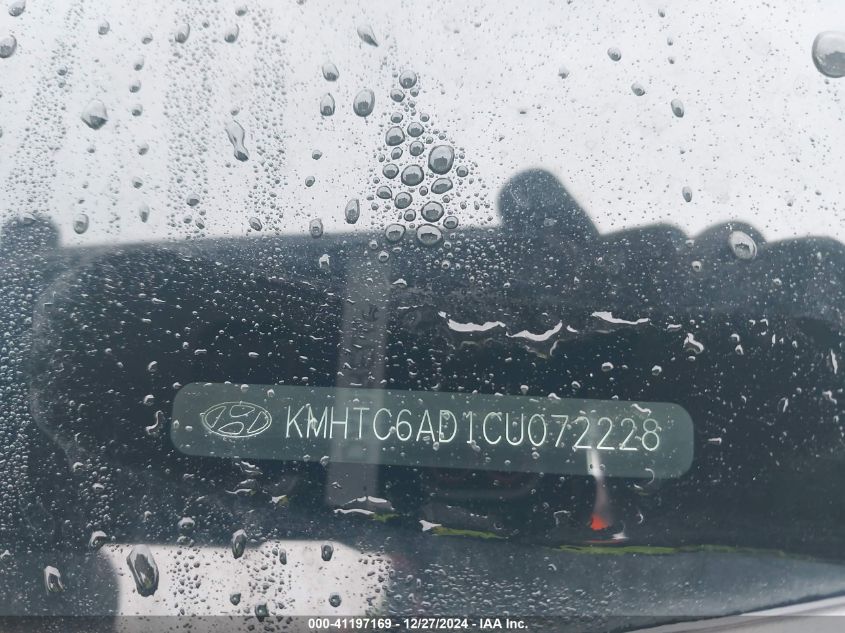 KMHTC6AD1CU072228
000-41197169 - 12/27/2024 - IAA Inc.